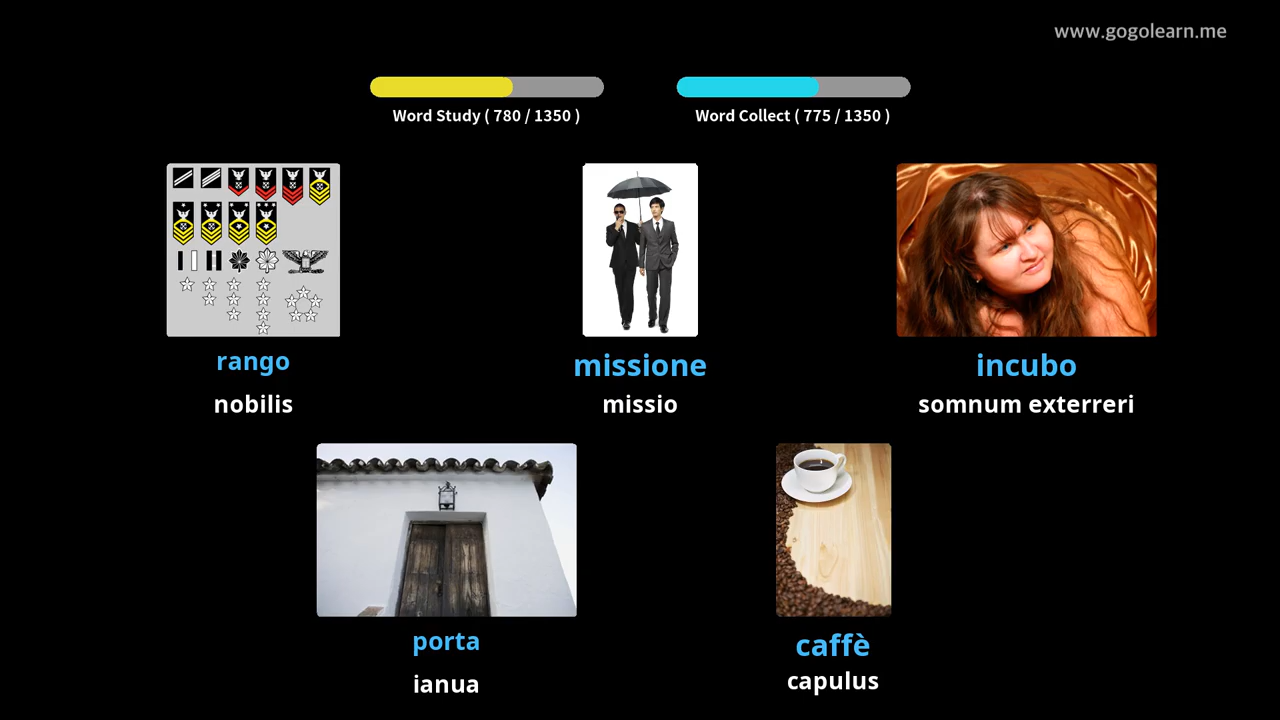 www.gogolearn.me
Word Study ( 780 / 1350 )
Word Collect ( 775 / 1350 )
rango
nobilis
missione
missio
incubo
somnum exterreri
porta
ianua
caffè
capulus